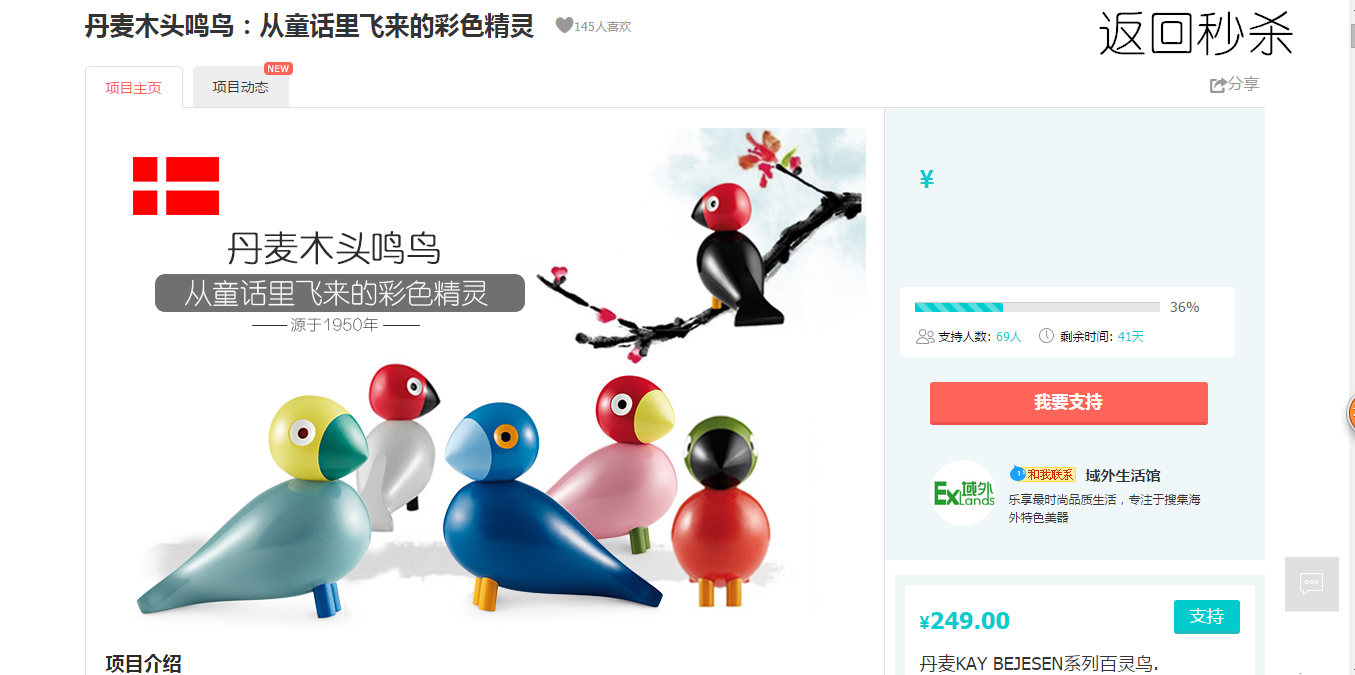 丹麦木头鸣鸟：从童话里飞来的彩色精灵
145人喜欢
返回秒杀
项目主页
项目动态
NEW
分享
丹麦木头鸣鸟
从童话里飞来的彩色精灵
源于1950年
¥
36%
支持人数: 69人
剩余时间: 41天
我要支持
Ex域外
Lands
和我联系 域外生活馆
乐享最时尚品质生活，专注于搜集海
外特色美器
¥249.00
支持
丹麦KAY BEJESEN系列百灵鸟.
项目介绍